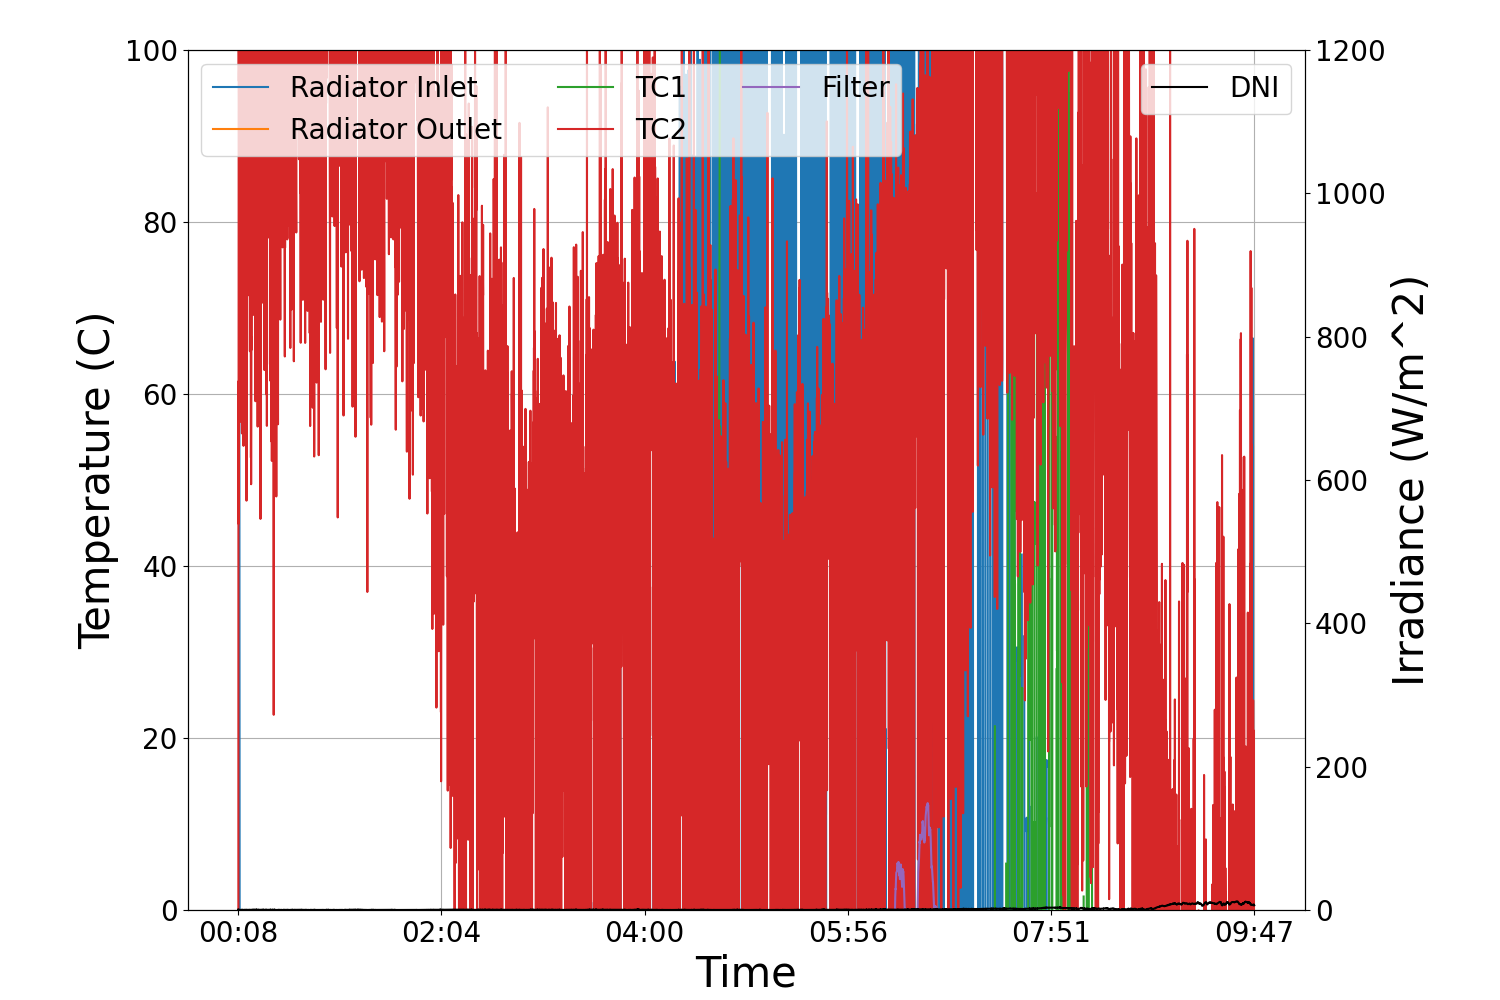 100
80
60
40
20
0
Temperature (C)
Radiator Inlet
Radiator Outlet
TC1
TC2
Filter
DNI
1200
1000
800
600
400
200
0
Irradiance (W/m^2)
00:08
02:04
04:00
05:56
07:51
09:47
Time